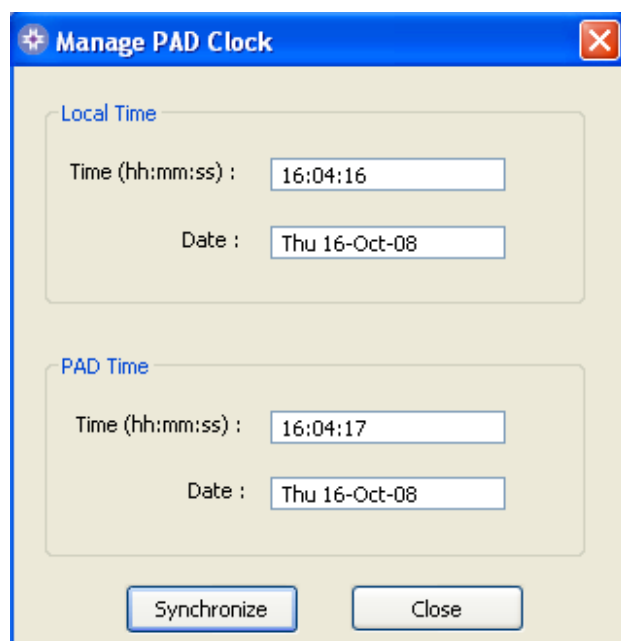 Manage PAD Clock
Local Time
Time (hh:mm:ss) : 16:04:16
Date : Thu 16-Oct-08
PAD Time
Time (hh:mm:ss) : 16:04:17
Date : Thu 16-Oct-08
Synchronize Close